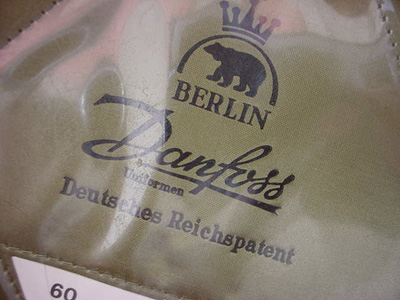 BERLIN
Danfoss
Uniformen
Deutsches Reichspatent
60